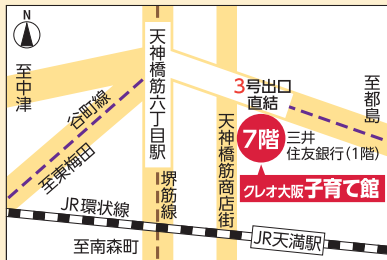 N
至中津
谷町線
至東梅田
天神橋筋六丁目駅
堺筋線
3号出口
直結
至都島
7階
三井
住友銀行(1階)
クレオ大阪子育て館
天神橋筋商店街
JR環状線
JR天満駅
至南森町